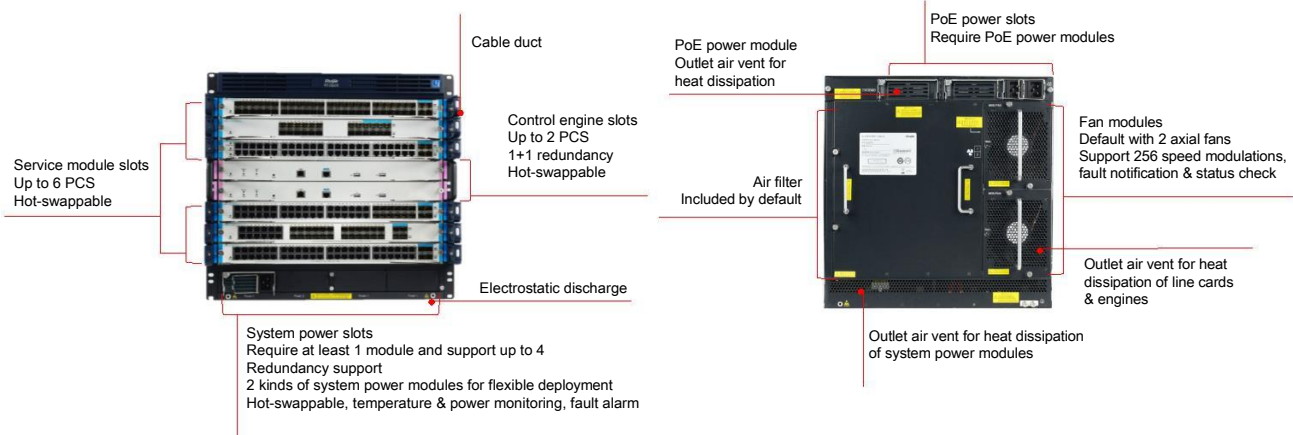 Cable duct
Service module slots
Up to 6 PCS
Hot-swappable
Control engine slots
Up to 2 PCS
1+1 redundancy
Hot-swappable
Electrostatic discharge
System power slots
Require at least 1 module and support up to 4
Redundancy support
2 kinds of system power modules for flexible deployment
Hot-swappable, temperature & power monitoring, fault alarm
PoE power slots
Require PoE power modules
PoE power module
Outlet air vent for
heat dissipation
Air filter
Included by default
Fan modules
Default with 2 axial fans
Support 256 speed modulations,
fault notification & status check
Outlet air vent for heat
dissipation of line cards
& engines
Outlet air vent for heat dissipation
of system power modules